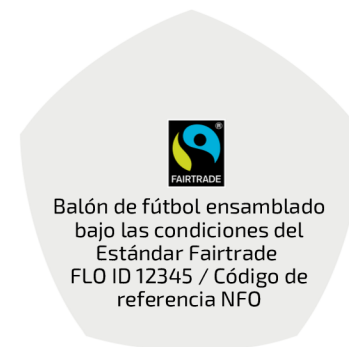 ®
FAIRTRADE
Balón de fútbol ensamblado
bajo las condiciones del
Estándar Fairtrade
FLO ID 12345 / Código de
referencia NFO